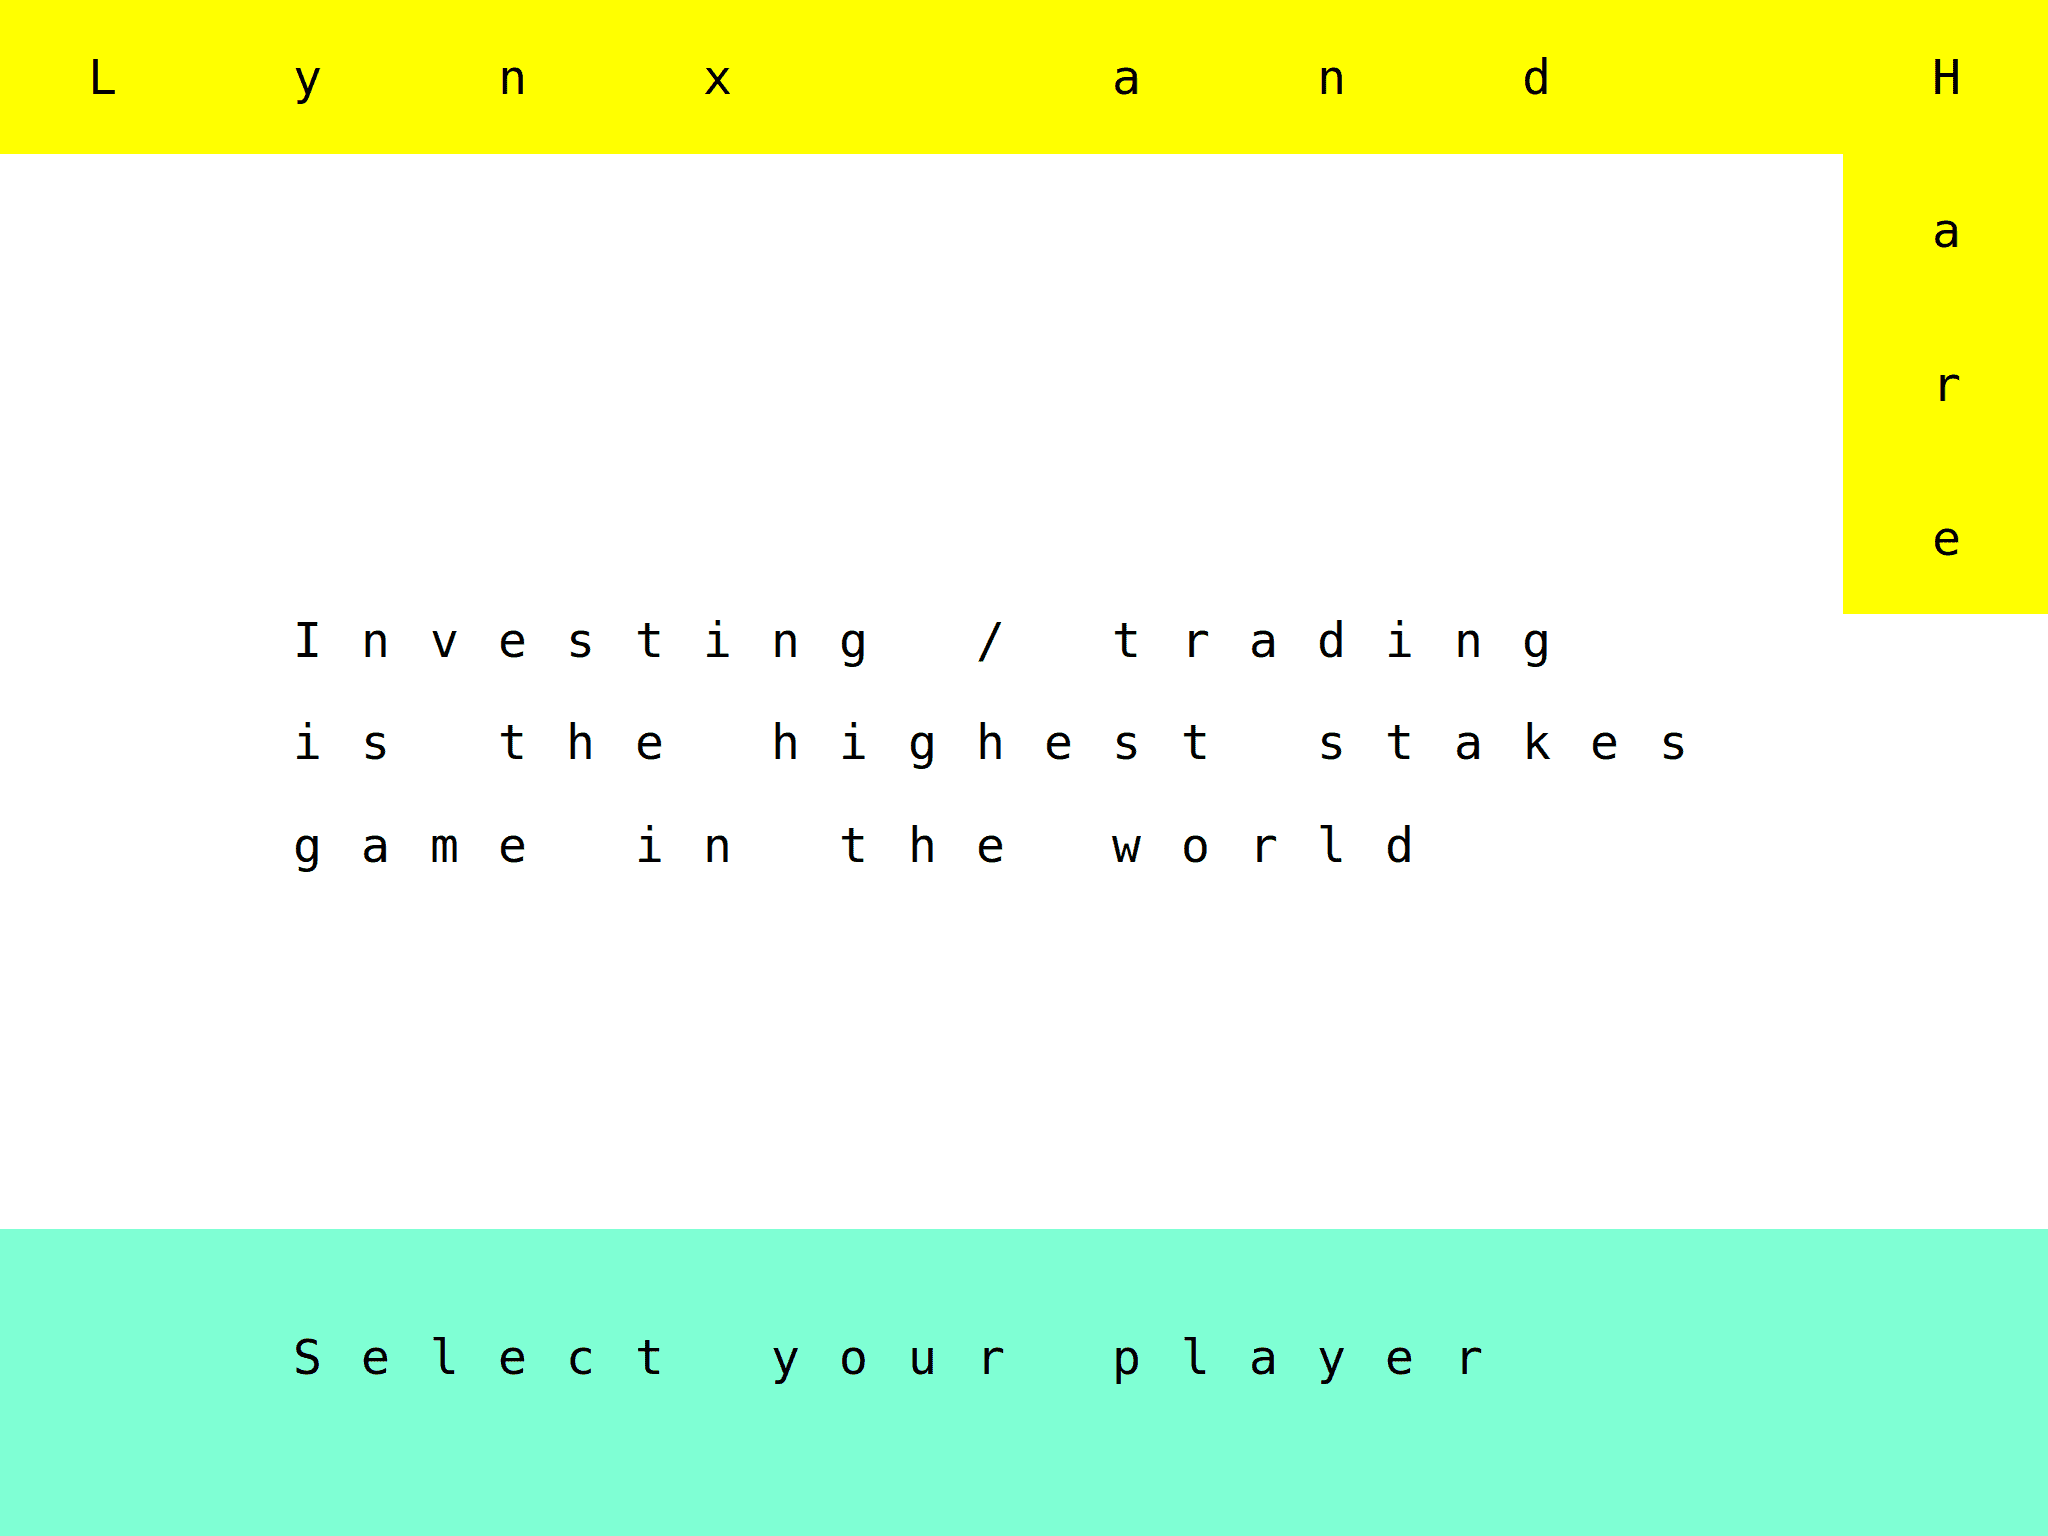 Lynx and Hare
Investing / trading
is the highest stakes
game in the world
Select your player